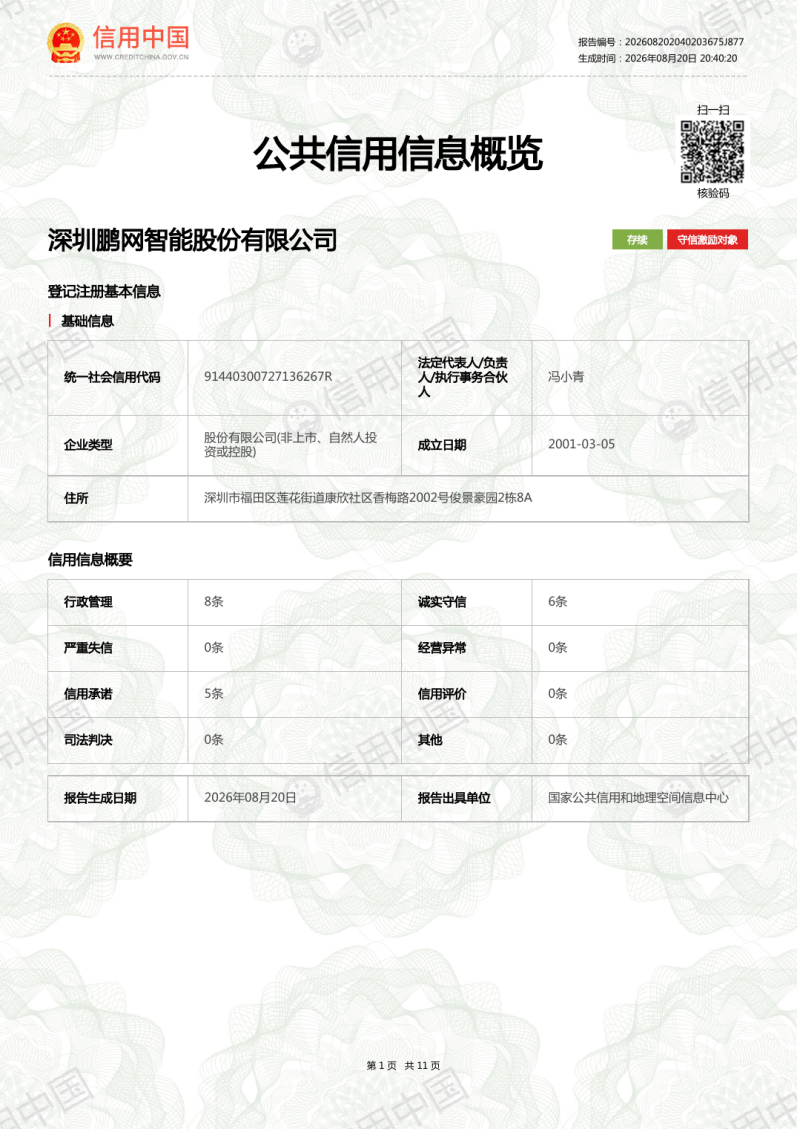 信用中国
WWW.CREDITCHINA.GOV.CN
报告编号：202608202040203675J877
生成时间：2026年08月20日 20:40:20
扫一扫
核验码
公共信用信息概览
深圳鹏网智能股份有限公司
存续
守信激励对象
登记注册基本信息
基础信息
统一社会信用代码
91440300727136267R
法定代表人/负责
人/执行事务合伙
人
冯小青
企业类型
股份有限公司(非上市、自然人投
资或控股)
成立日期
2001-03-05
住所
深圳市福田区莲花街道康欣社区香梅路2002号俊景豪园2栋8A
信用信息概要
行政管理
8条
诚实守信
6条
严重失信
0条
经营异常
0条
信用承诺
5条
信用评价
0条
司法判决
0条
其他
0条
报告生成日期
2026年08月20日
报告出具单位
国家公共信用和地理空间信息中心
第 1 页 共 11 页